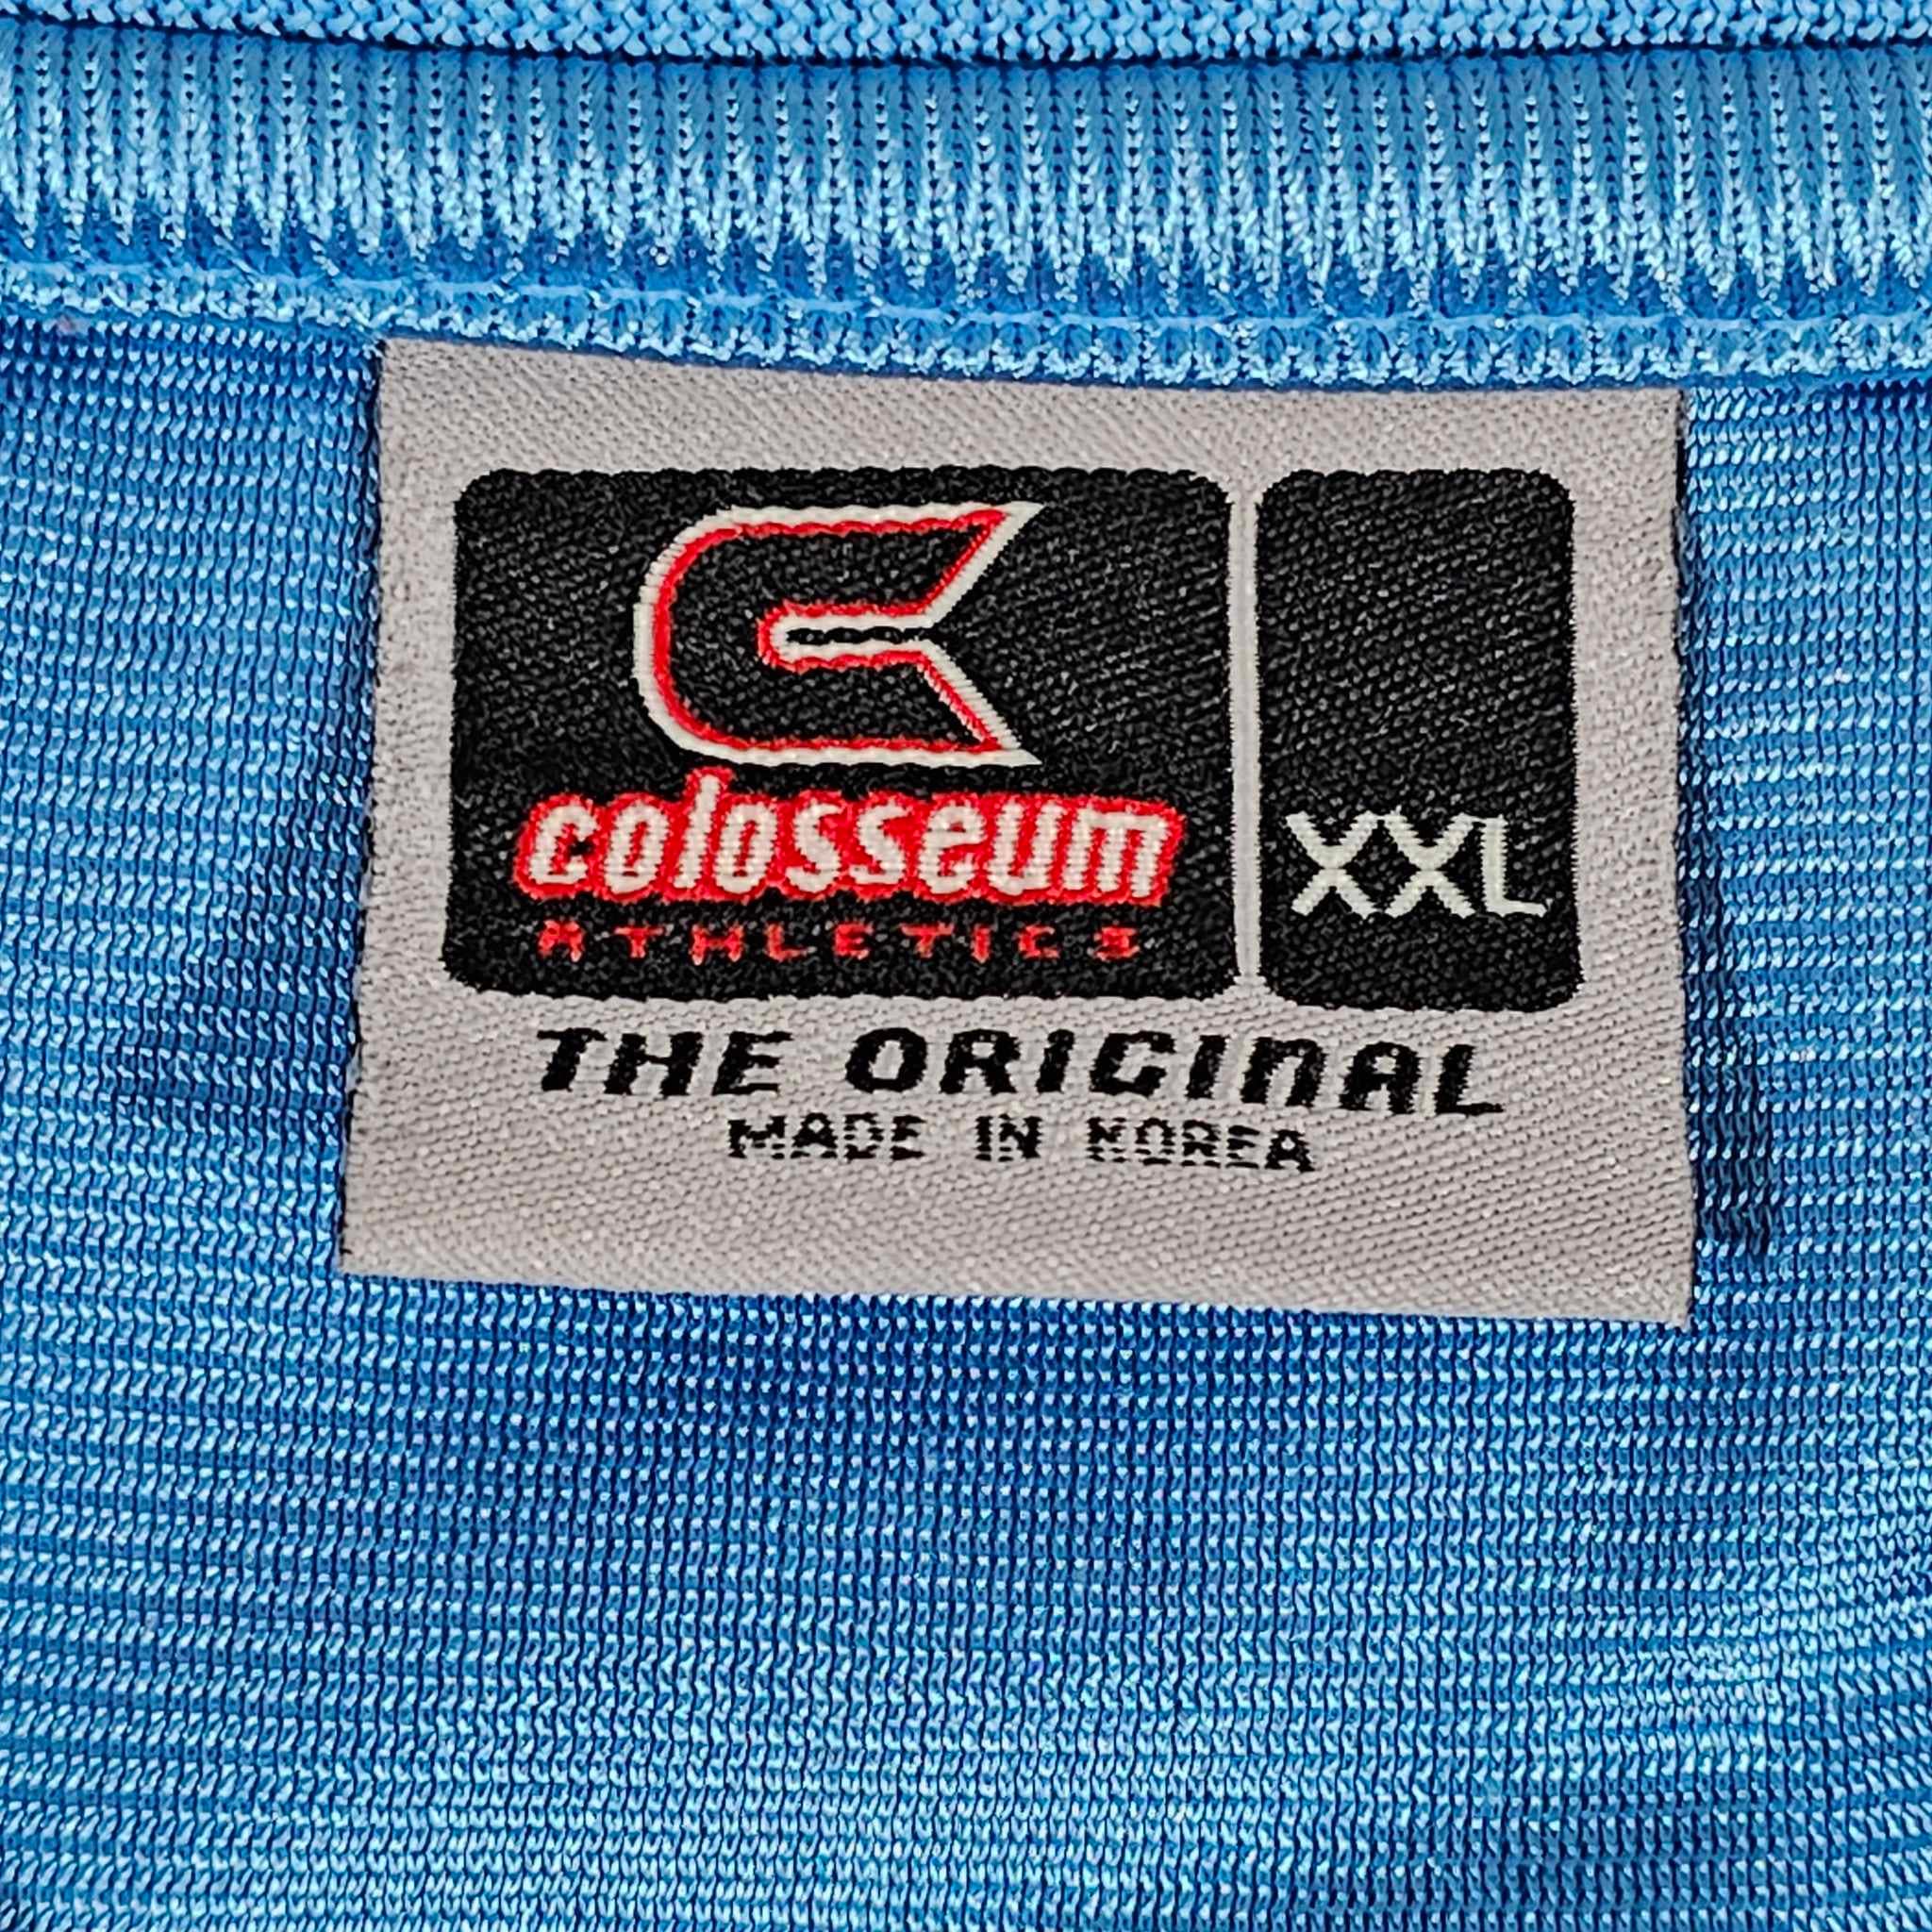 colosseum
ATHLETICS
XXL
THE ORIGINAL
MADE IN KOREA